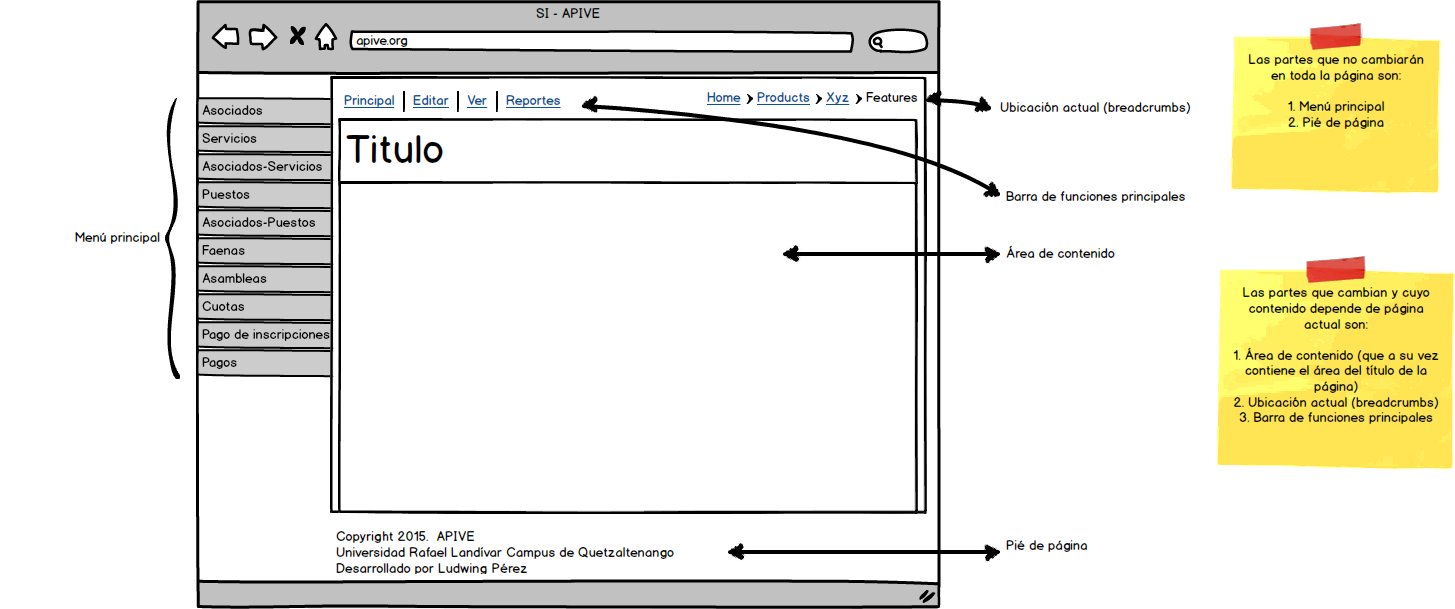 SI - APIVE
apive.org
Principal | Editar | Ver | Reportes
Home > Products > Xyz > Features
Titulo
Asociados
Servicios
Asociados-Servicios
Puestos
Asociados-Puestos
Faenas
Asambleas
Cuotas
Pago de inscripciones
Pagos
Menú principal
Copyright 2015. APIVE
Universidad Rafael Landívar Campus de Quetzaltenango
Desarrollado por Ludwing Pérez
Ubicación actual (breadcrumbs)
Barra de funciones principales
Área de contenido
Pié de página
Las partes que no cambiarán
en toda la página son:
1. Menú principal
2. Pié de página
Las partes que cambian y cuyo
contenido depende de página
actual son:
1. Área de contenido (que a su vez
contiene el área del título de la
página)
2. Ubicación actual (breadcrumbs)
3. Barra de funciones principales